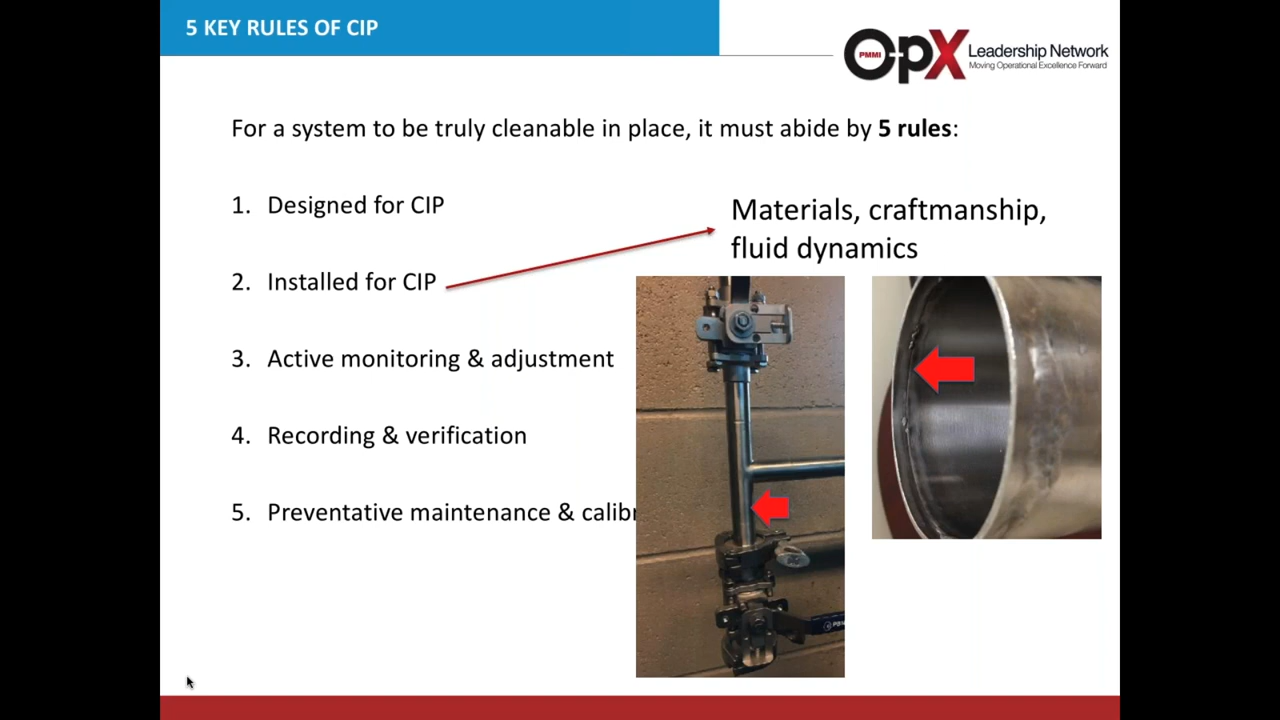 5 KEY RULES OF CIP
PMMI
OpX
Leadership Network
Moving Operational Excellence Forward
For a system to be truly cleanable in place, it must abide by 5 rules:
1. Designed for CIP
Materials, craftmanship,
fluid dynamics
2. Installed for CIP
3. Active monitoring & adjustment
4. Recording & verification
5. Preventative maintenance & calibr